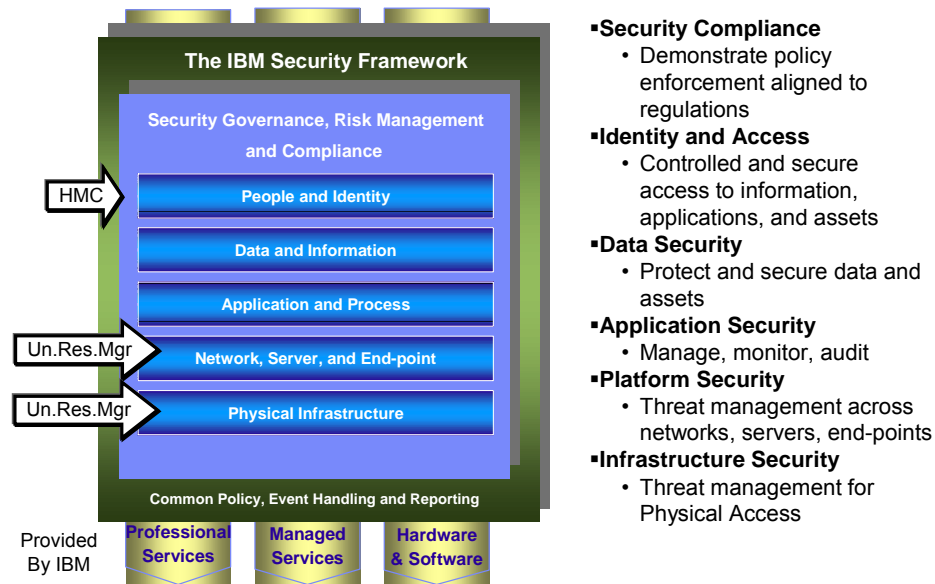 The IBM Security Framework
Security Governance, Risk Management
and Compliance
HMC
People and Identity
Data and Information
Application and Process
Un.Res.Mgr
Network, Server, and End-point
Un.Res.Mgr
Physical Infrastructure
Common Policy, Event Handling and Reporting
Provided
By IBM
Professional
Services
Managed
Services
Hardware
& Software
▪Security Compliance
• Demonstrate policy
enforcement aligned to
regulations
▪Identity and Access
• Controlled and secure
access to information,
applications, and assets
▪Data Security
• Protect and secure data and
assets
▪Application Security
• Manage, monitor, audit
▪Platform Security
• Threat management across
networks, servers, end-points
▪Infrastructure Security
• Threat management for
Physical Access